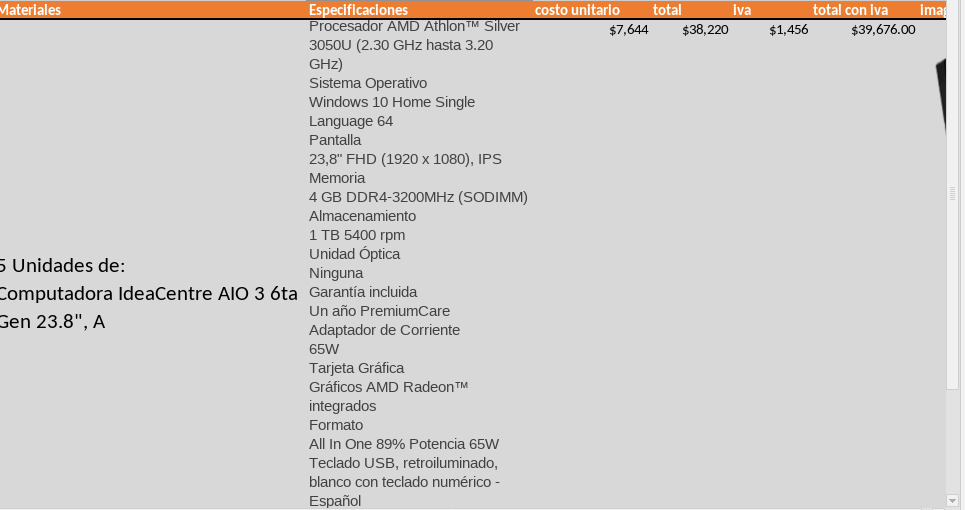 Materiales Especificaciones costo unitario total iva total con iva
Procesador AMD Athlon™ Silver
3050U (2.30 GHz hasta 3.20
GHz)
$7,644 $38,220 $1,456 $39,676.00
Sistema Operativo
Windows 10 Home Single
Language 64
Pantalla
23,8" FHD (1920 x 1080), IPS
Memoria
4 GB DDR4-3200MHz (SODIMM)
Almacenamiento
1 TB 5400 rpm
Unidad Óptica
Ninguna
Garantía incluida
Un año PremiumCare
Adaptador de Corriente
65W
Tarjeta Gráfica
Gráficos AMD Radeon™
integrados
Formato
All In One 89% Potencia 65W
Teclado USB, retroiluminado,
blanco con teclado numérico -
Español
5 Unidades de:
Computadora IdeaCentre AIO 3 6ta
Gen 23.8", A